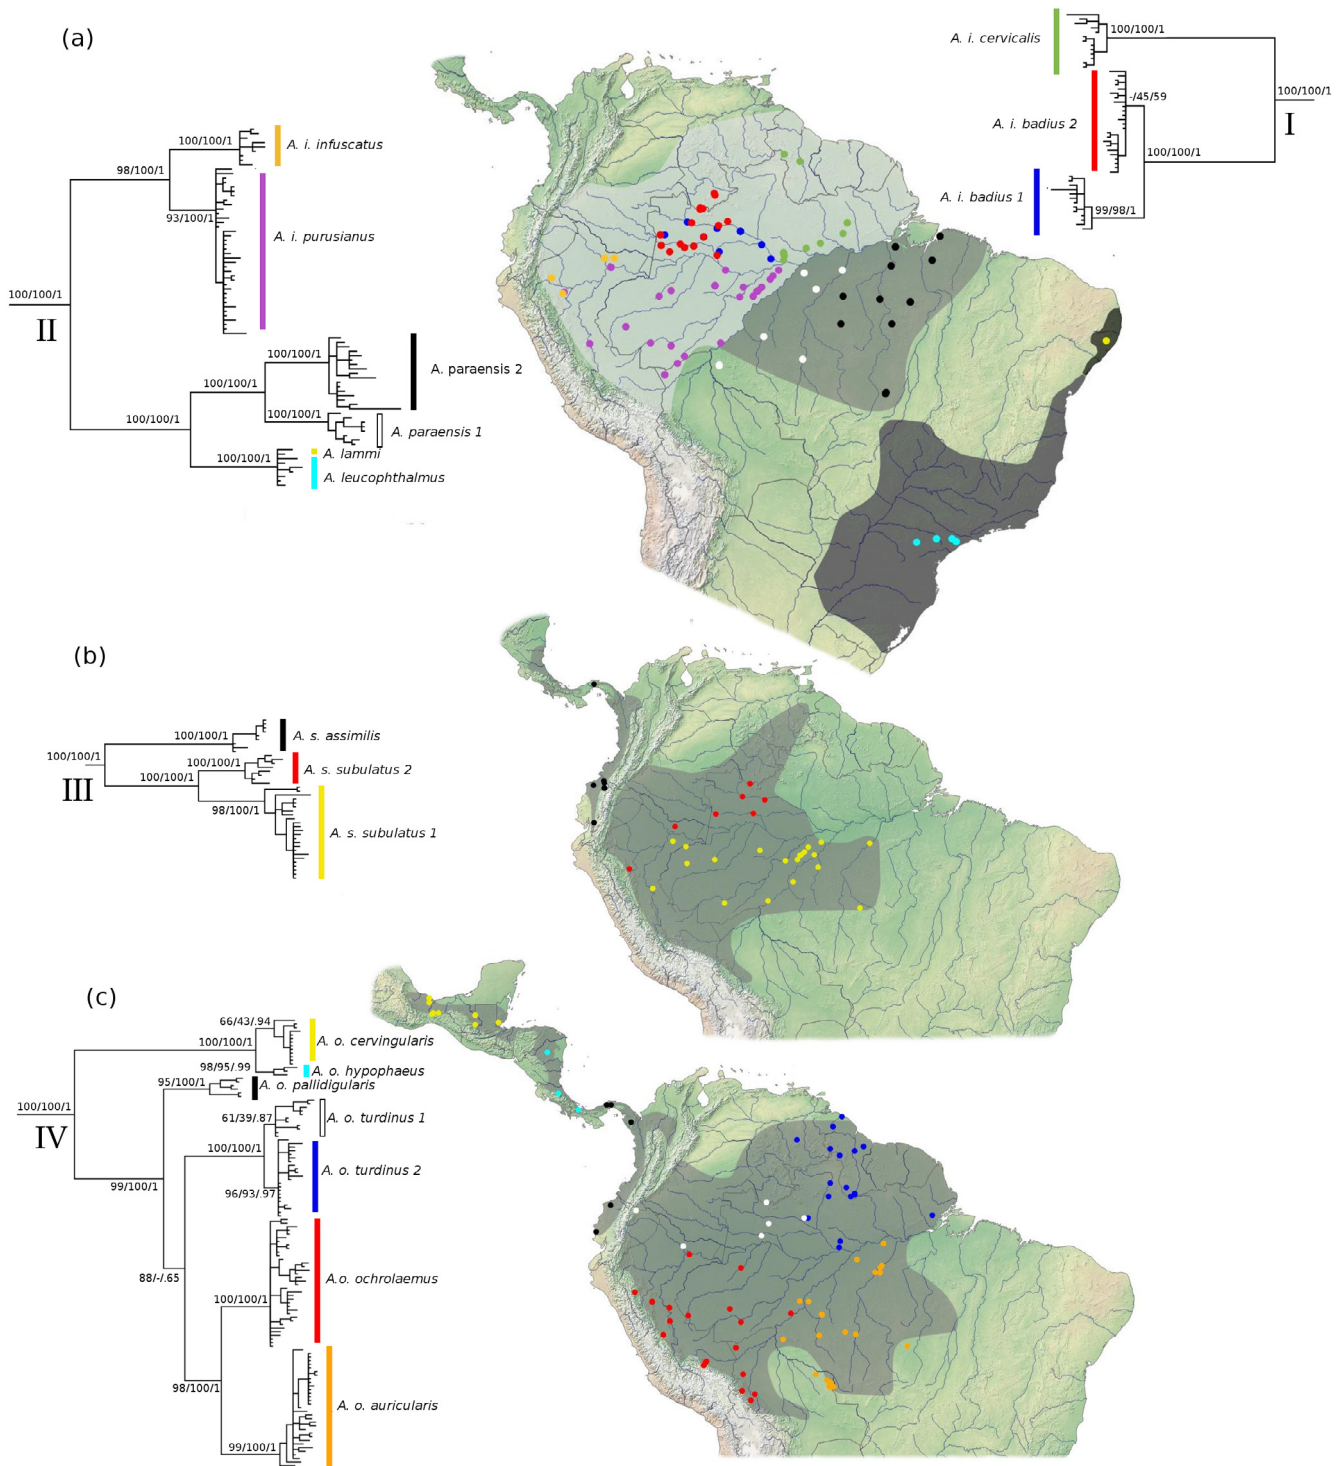 (a)
A. i. cervicalis
100/100/1
100/100/1
I
-/45/59
A. i. badius 2
100/100/1
A. i. badius 1
99/98/1
100/100/1
A. i. infuscatus
98/100/1
93/100/1
A. i. purusianus
100/100/1
II
100/100/1
A. paraensis 2
100/100/1
100/100/1
A. paraensis 1
100/100/1
A. lammi
100/100/1
A. leucophthalmus
(b)
100/100/1
A. s. assimilis
100/100/1
III
100/100/1
A. s. subulatus 2
100/100/1
98/100/1
A. s. subulatus 1
(c)
66/43/.94
A. o. cervingularis
100/100/1
98/95/.99
A. o. hypophaeus
95/100/1
A. o. pallidigularis
100/100/1
IV
61/39/.87
A. o. turdinus 1
100/100/1
A. o. turdinus 2
99/100/1
96/93/.97
88/-/.65
A.o. ochrolaemus
100/100/1
98/100/1
A. o. auricularis
99/100/1